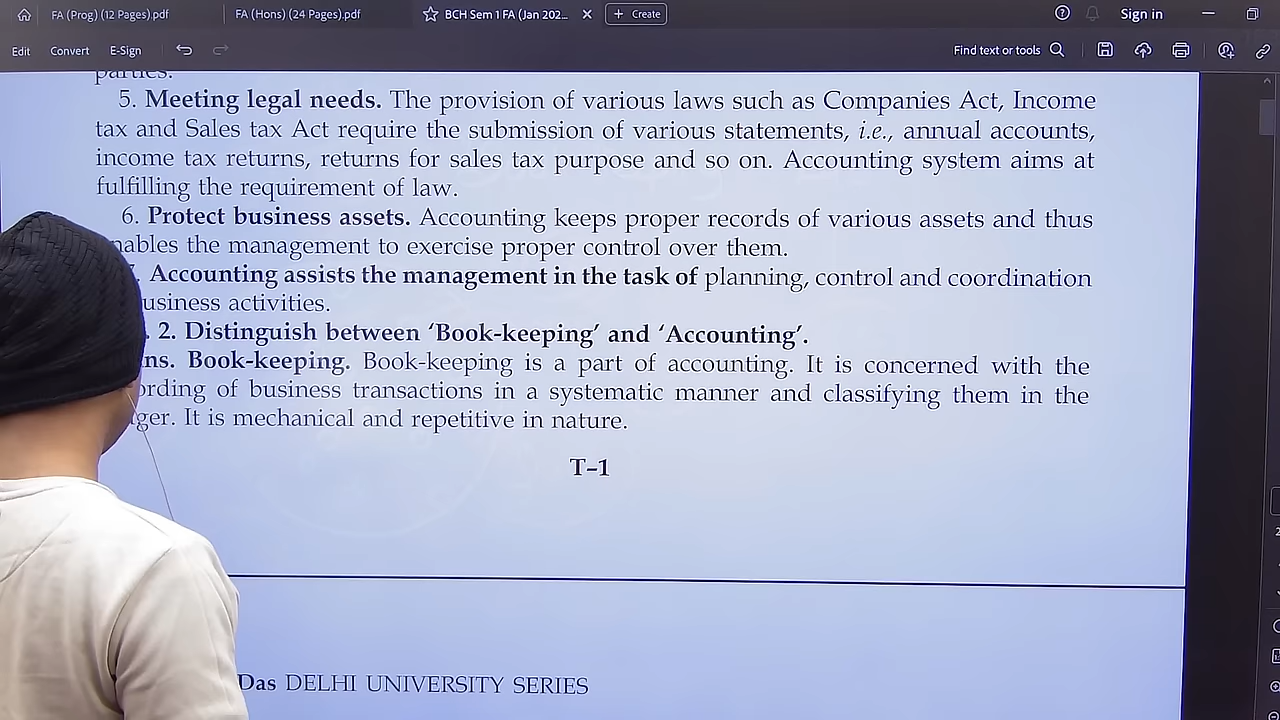 FA (Prog) (12 Pages).pdf
FA (Hons) (24 Pages).pdf
BCH Sem 1 FA (Jan 202...
+ Create
Sign in
Edit
Convert
E-Sign
Find text or tools
parties.
5. Meeting legal needs. The provision of various laws such as Companies Act, Income
tax and Sales tax Act require the submission of various statements, i.e., annual accounts,
income tax returns, returns for sales tax purpose and so on. Accounting system aims at
fulfilling the requirement of law.
6. Protect business assets. Accounting keeps proper records of various assets and thus
the management to exercise proper control over them.
Accounting assists the management in the task of planning, control and coordination
activities.
2. Distinguish between ‘Book-keeping’ and ‘Accounting’.
Book-keeping. Book-keeping is a part of accounting. It is concerned with the
of business transactions in a systematic manner and classifying them in the
It is mechanical and repetitive in nature.
T-1
Das DELHI UNIVERSITY SERIES